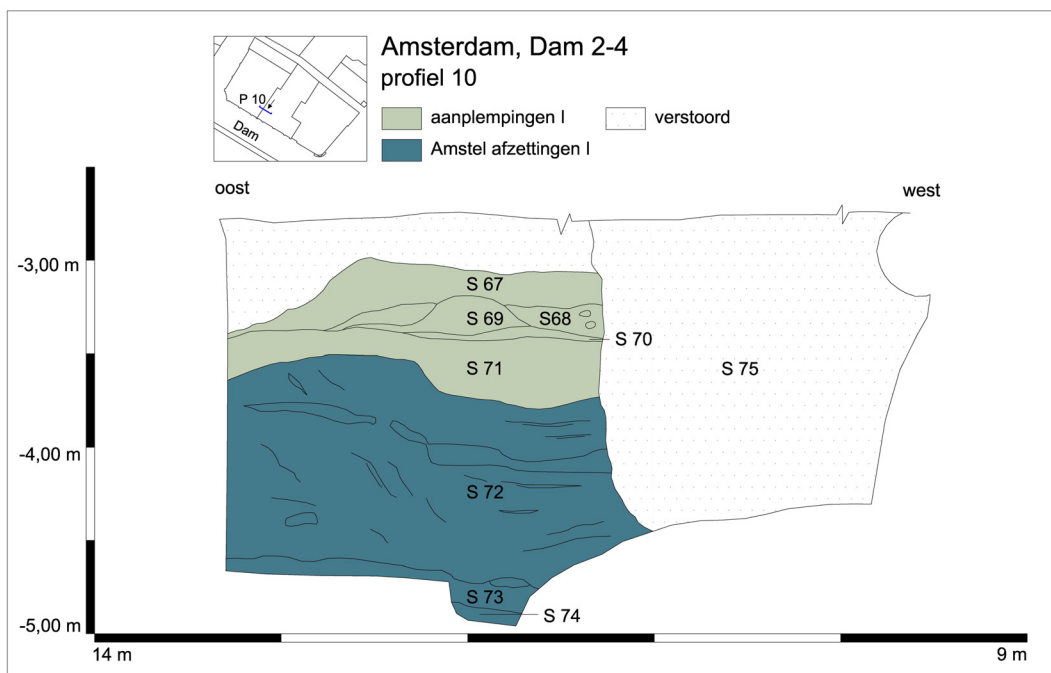 Amsterdam, Dam 2-4
profiel 10
P 10
Dam
aanplempingen I
verstoord
Amstel afzettingen I
oost
west
-3,00 m
S 67
S 69
S68
S 70
S 71
S 75
-4,00 m
S 72
S 73
S 74
-5,00 m
14 m
9 m